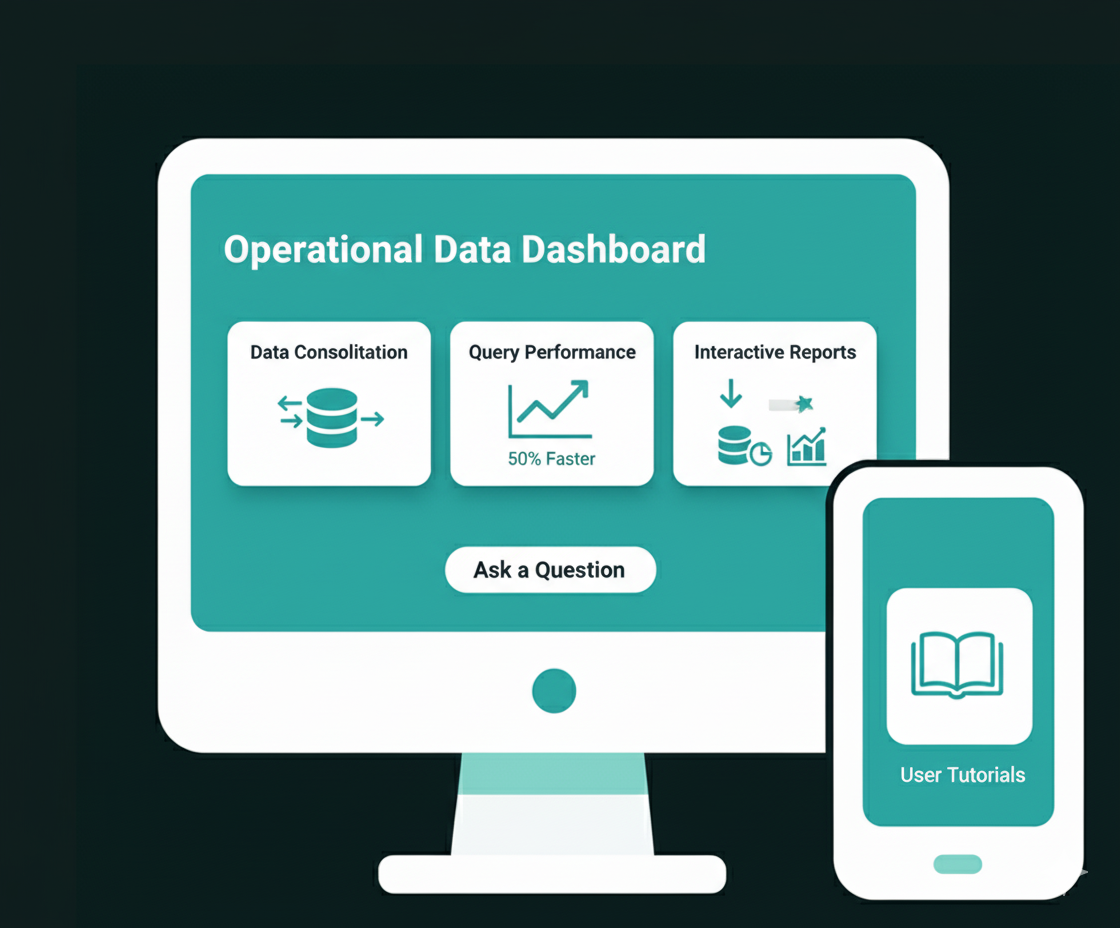 Operational Data Dashboard
Data Consolitation
Query Performance
50% Faster
Interactive Reports
Ask a Question
User Tutorials